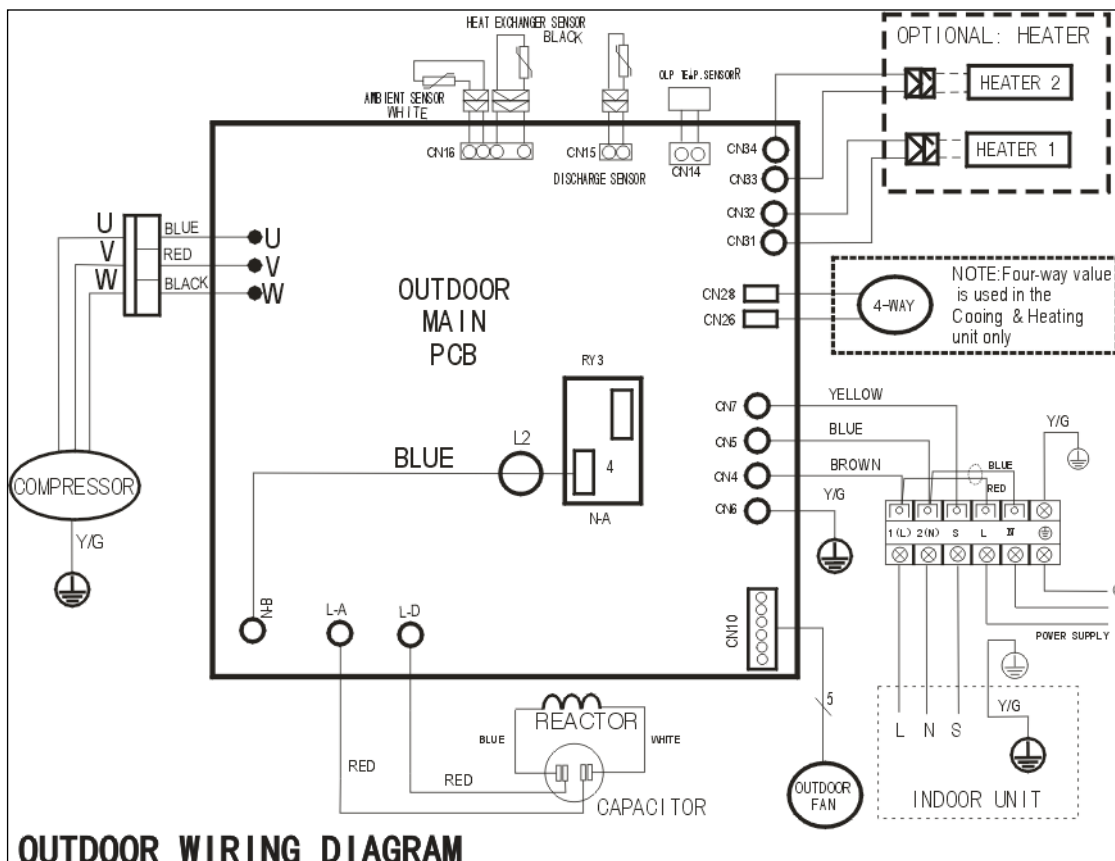 HEAT EXCHANGER SENSOR
BLACK
OPTIONAL: HEATER
OLP TEAP.SENSORR
HEATER 2
AMBIENT SENSOR
WHITE
CN16
CN15
DISCHARGE SENSOR
CN14
CN34
CN33
CN32
CN31
HEATER 1
U
V
W
BLUE
RED
BLACK
U
V
W
OUTDOOR
MAIN
PCB
CN28
CN26
4-WAY
NOTE:Four-way value
is used in the
Cooing & Heating
unit only
RY3
4
N-A
L2
BLUE
CN7
CN5
CN4
CN6
YELLOW
BLUE
BROWN
Y/G
Y/G
BLUE
RED
1(L) 2(N) S L N
COMPRESSOR
Y/G
N-B
L-A
L-D
CN10
POWER SUPPLY
Y/G
L N S
INDOOR UNIT
5
OUTDOOR
FAN
REACTOR
BLUE
WHITE
RED
RED
CAPACITOR
OUTDOOR WIRING DIAGRAM